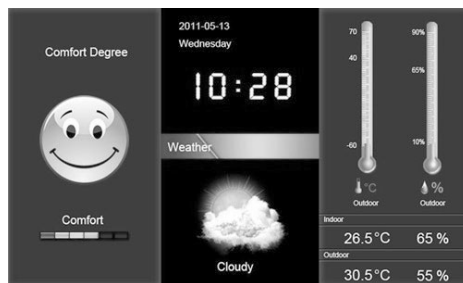 Comfort Degree
Comfort
2011-05-13
Wednesday
10:28
Weather
Cloudy
70
40
-60
°C
Outdoor
90%
65%
10%
%
Outdoor
Indoor
26.5°C 65 %
Outdoor
30.5°C 55 %